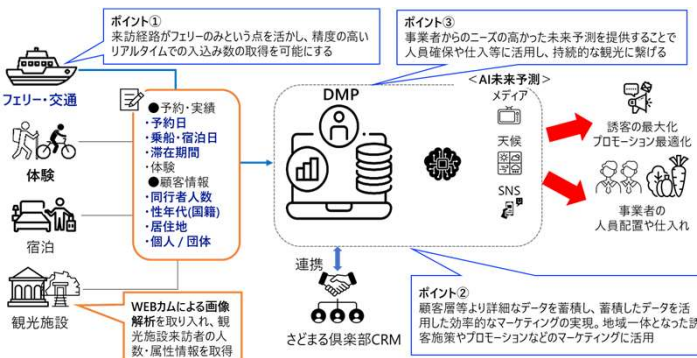 ポイント①
来訪経路がフェリーのみという点を活かし、精度の高い
リアルタイムでの入込み数の取得を可能にする
ポイント③
事業者からのニーズの高かった未来予測を提供することで
人員確保や仕入等に活用し、持続的な観光に繋げる
フェリー・交通
体験
宿泊
観光施設
●予約・実績
・予約日
・乗船・宿泊日
・滞在期間
・体験
●顧客情報
・同行者人数
・性年代(国籍)
・居住地
・個人 / 団体
WEBカムによる画像
解析を取り入れ、観
光施設来訪者の人
数・属性情報を取得
DMP
＜AI未来予測＞
メディア
天候
SNS
誘客の最大化
プロモーション最適化
事業者の
人員配置や仕入れ
連携
さどまる倶楽部CRM
ポイント②
顧客層等より詳細なデータを蓄積し、蓄積したデータを活
用した効率的なマーケティングの実現。地域一体となった誘
客施策やプロモーションなどのマーケティングに活用